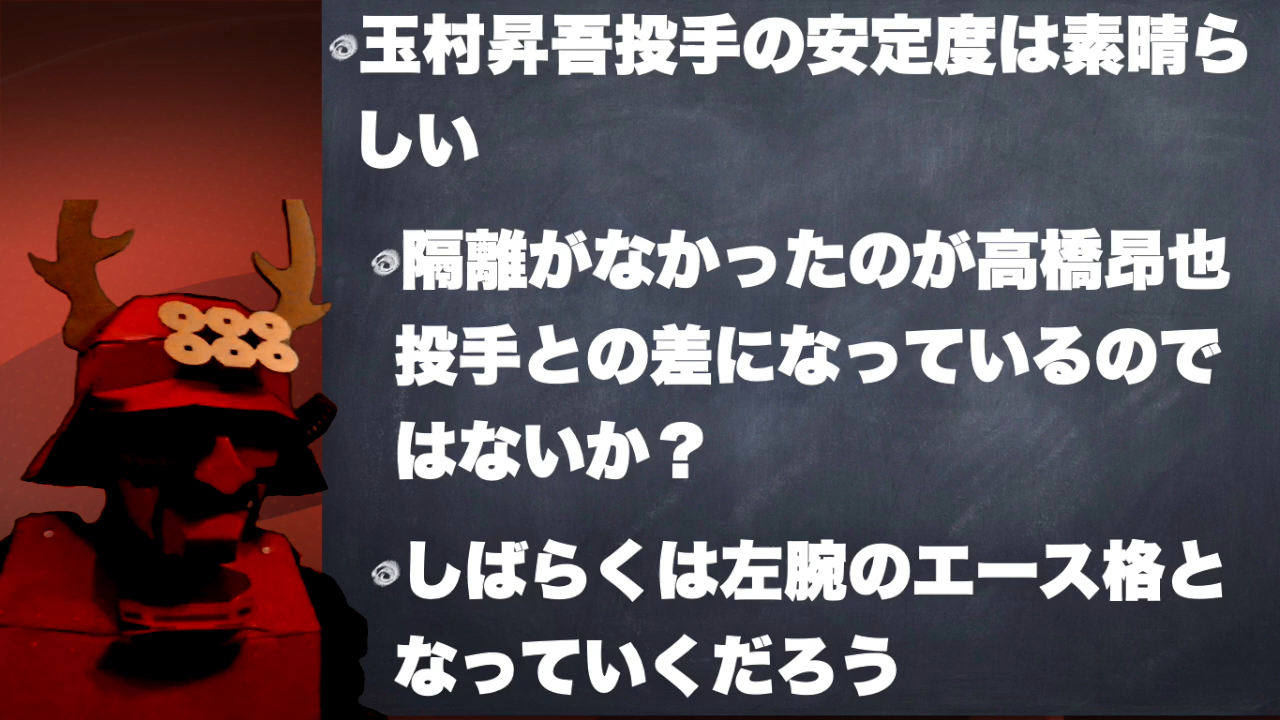 玉村昇吾投手の安定度は素晴ら
しい
隔離がなかったのが高橋昂也
投手との差になっているので
はないか？
しばらくは左腕のエース格と
なっていくだろう